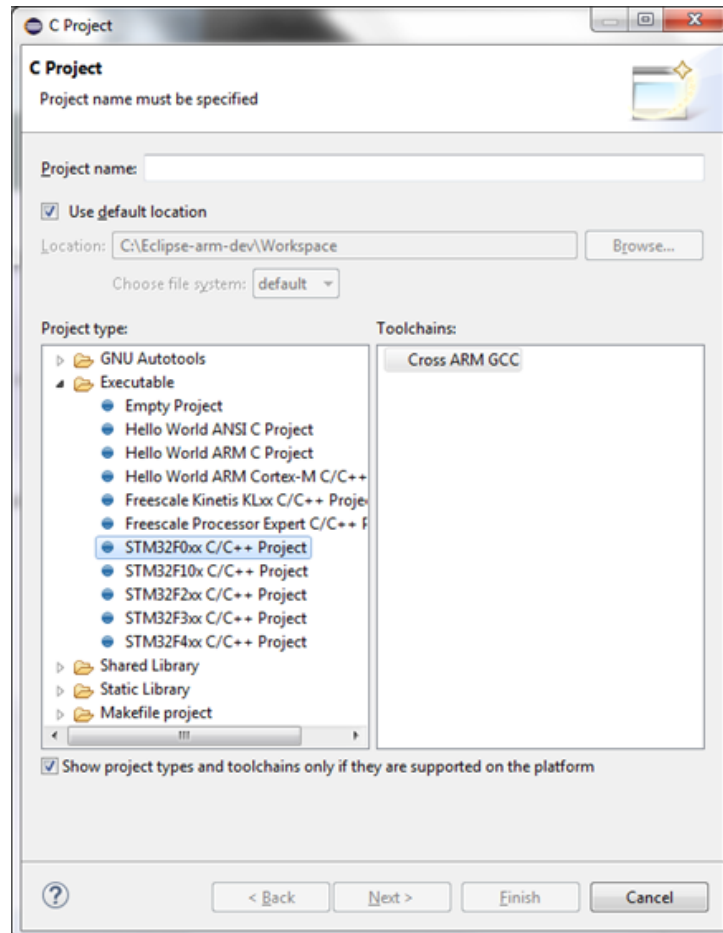 C Project
C Project
Project name must be specified
Project name:
Use default location
Location: C:\Eclipse-arm-dev\Workspace Browse...
Choose file system: default
Project type: Toolchains:
GNU Autotools Cross ARM GCC
Executable
Empty Project
Hello World ANSI C Project
Hello World ARM C Project
Hello World ARM Cortex-M C/C++
Freescale Kinetis KLxx C/C++ Proje
Freescale Processor Expert C/C++ P
STM32F0xx C/C++ Project
STM32F10x C/C++ Project
STM32F2xx C/C++ Project
STM32F3xx C/C++ Project
STM32F4xx C/C++ Project
Shared Library
Static Library
Makefile project
Show project types and toolchains only if they are supported on the platform
? < Back Next > Finish Cancel